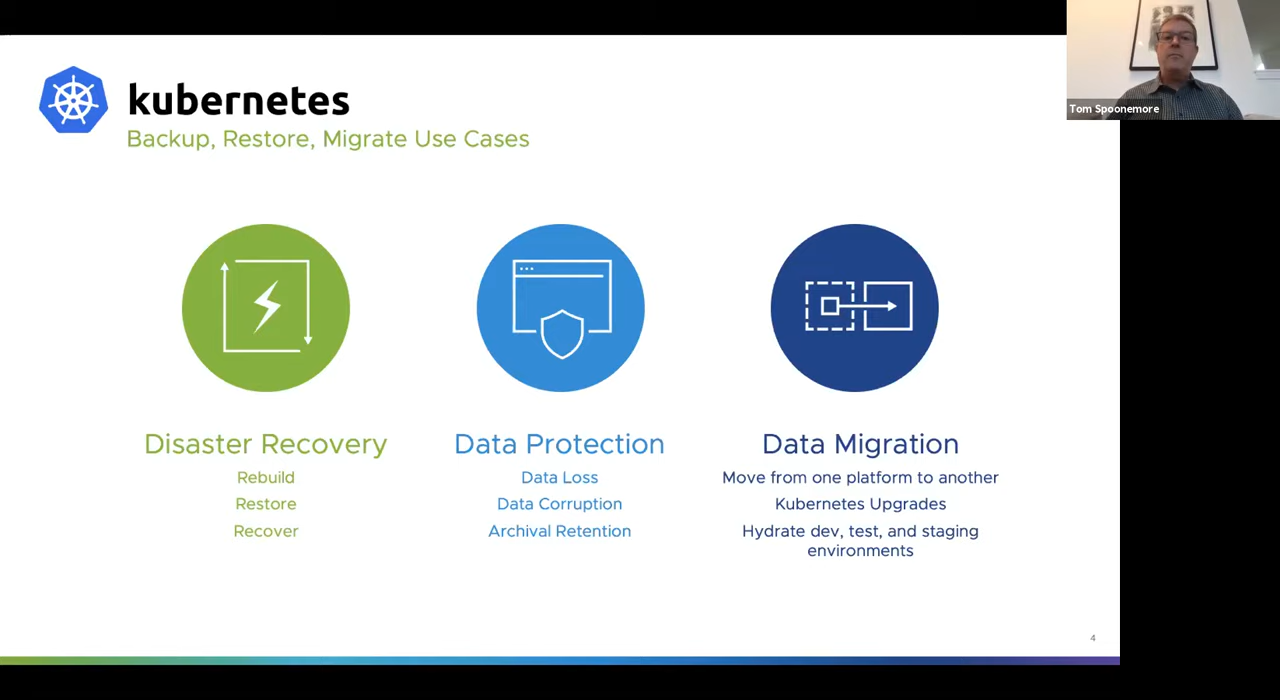 kubernetes
Backup, Restore, Migrate Use Cases
Tom Spoonemore
Disaster Recovery
Rebuild
Restore
Recover
Data Protection
Data Loss
Data Corruption
Archival Retention
Data Migration
Move from one platform to another
Kubernetes Upgrades
Hydrate dev, test, and staging
environments
4